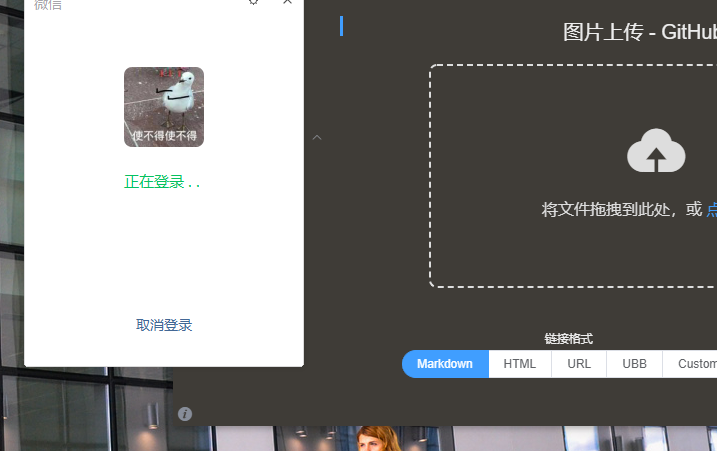 微信
使不得使不得
正在登录 . .
取消登录
图片上传 - GitHub
将文件拖拽到此处，或 点
链接格式
Markdown
HTML
URL
UBB
Custom